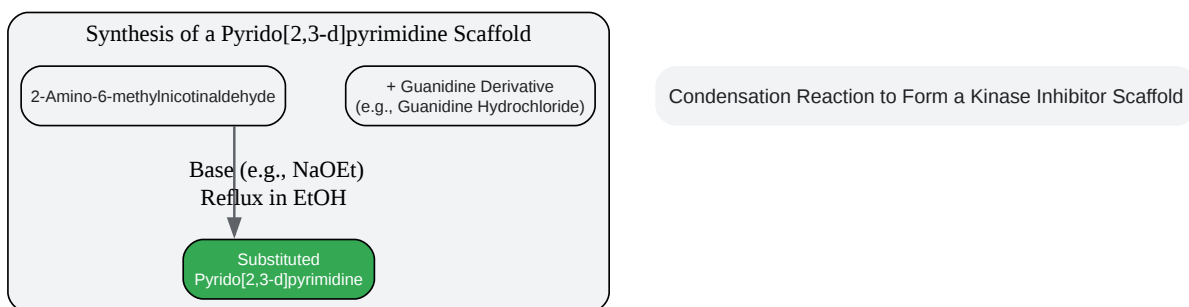 Synthesis of a Pyrido[2,3-d]pyrimidine Scaffold
2-Amino-6-methylnicotinaldehyde
+ Guanidine Derivative
(e.g., Guanidine Hydrochloride)
Condensation Reaction to Form a Kinase Inhibitor Scaffold
Base (e.g., NaOEt)
Reflux in EtOH
Substituted
Pyrido[2,3-d]pyrimidine